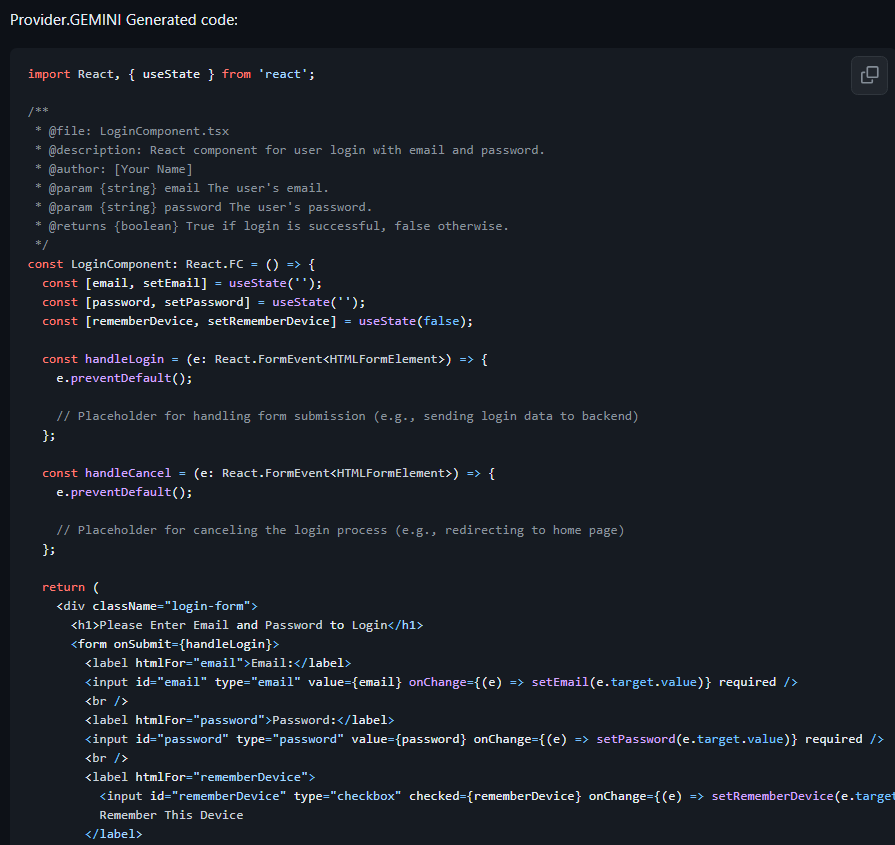 Provider.GEMINI Generated code:
import React, { useState } from 'react';
/**
 * @file: LoginComponent.tsx
 * @description: React component for user login with email and password.
 * @author: [Your Name]
 * @param {string} email The user's email.
 * @param {string} password The user's password.
 * @returns {boolean} True if login is successful, false otherwise.
 */
const LoginComponent: React.FC = () => {
  const [email, setEmail] = useState('');
  const [password, setPassword] = useState('');
  const [rememberDevice, setRememberDevice] = useState(false);
  const handleLogin = (e: React.FormEvent<HTMLFormElement>) => {
    e.preventDefault();
    // Placeholder for handling form submission (e.g., sending login data to backend)
  };
  const handleCancel = (e: React.FormEvent<HTMLFormElement>) => {
    e.preventDefault();
    // Placeholder for canceling the login process (e.g., redirecting to home page)
  };
  return (
    <div className="login-form">
      <h1>Please Enter Email and Password to Login</h1>
      <form onSubmit={handleLogin}>
        <label htmlFor="email">Email:</label>
        <input id="email" type="email" value={email} onChange={(e) => setEmail(e.target.value)} required />
        <br />
        <label htmlFor="password">Password:</label>
        <input id="password" type="password" value={password} onChange={(e) => setPassword(e.target.value)} required />
        <br />
        <label htmlFor="rememberDevice">
          <input id="rememberDevice" type="checkbox" checked={rememberDevice} onChange={(e) => setRememberDevice(e.target
          Remember This Device
        </label>